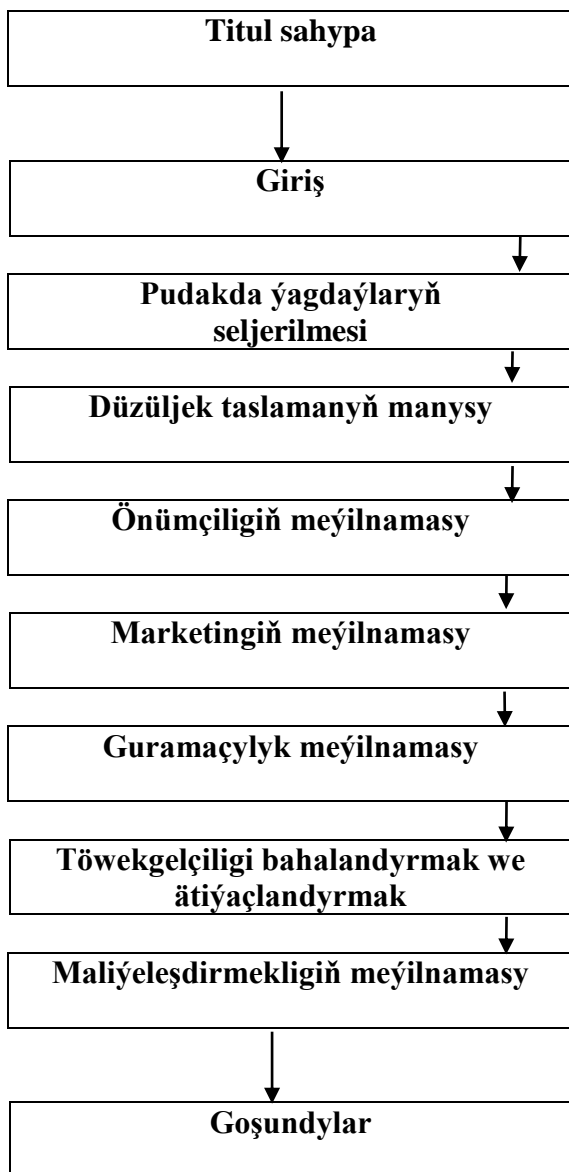 Titul sahypa
Giriş
Pudakda ýagdaýlaryň
seljerilmesi
Düzüljek taslamanyň manysy
Önümçiligiň meýilnamasy
Marketingiň meýilnamasy
Guramaçylyk meýilnamasy
Töwekgelçiligi bahalandyrmak we
ätiýaçlandyrmak
Maliýeleşdirmekligiň meýilnamasy
Goşundylar